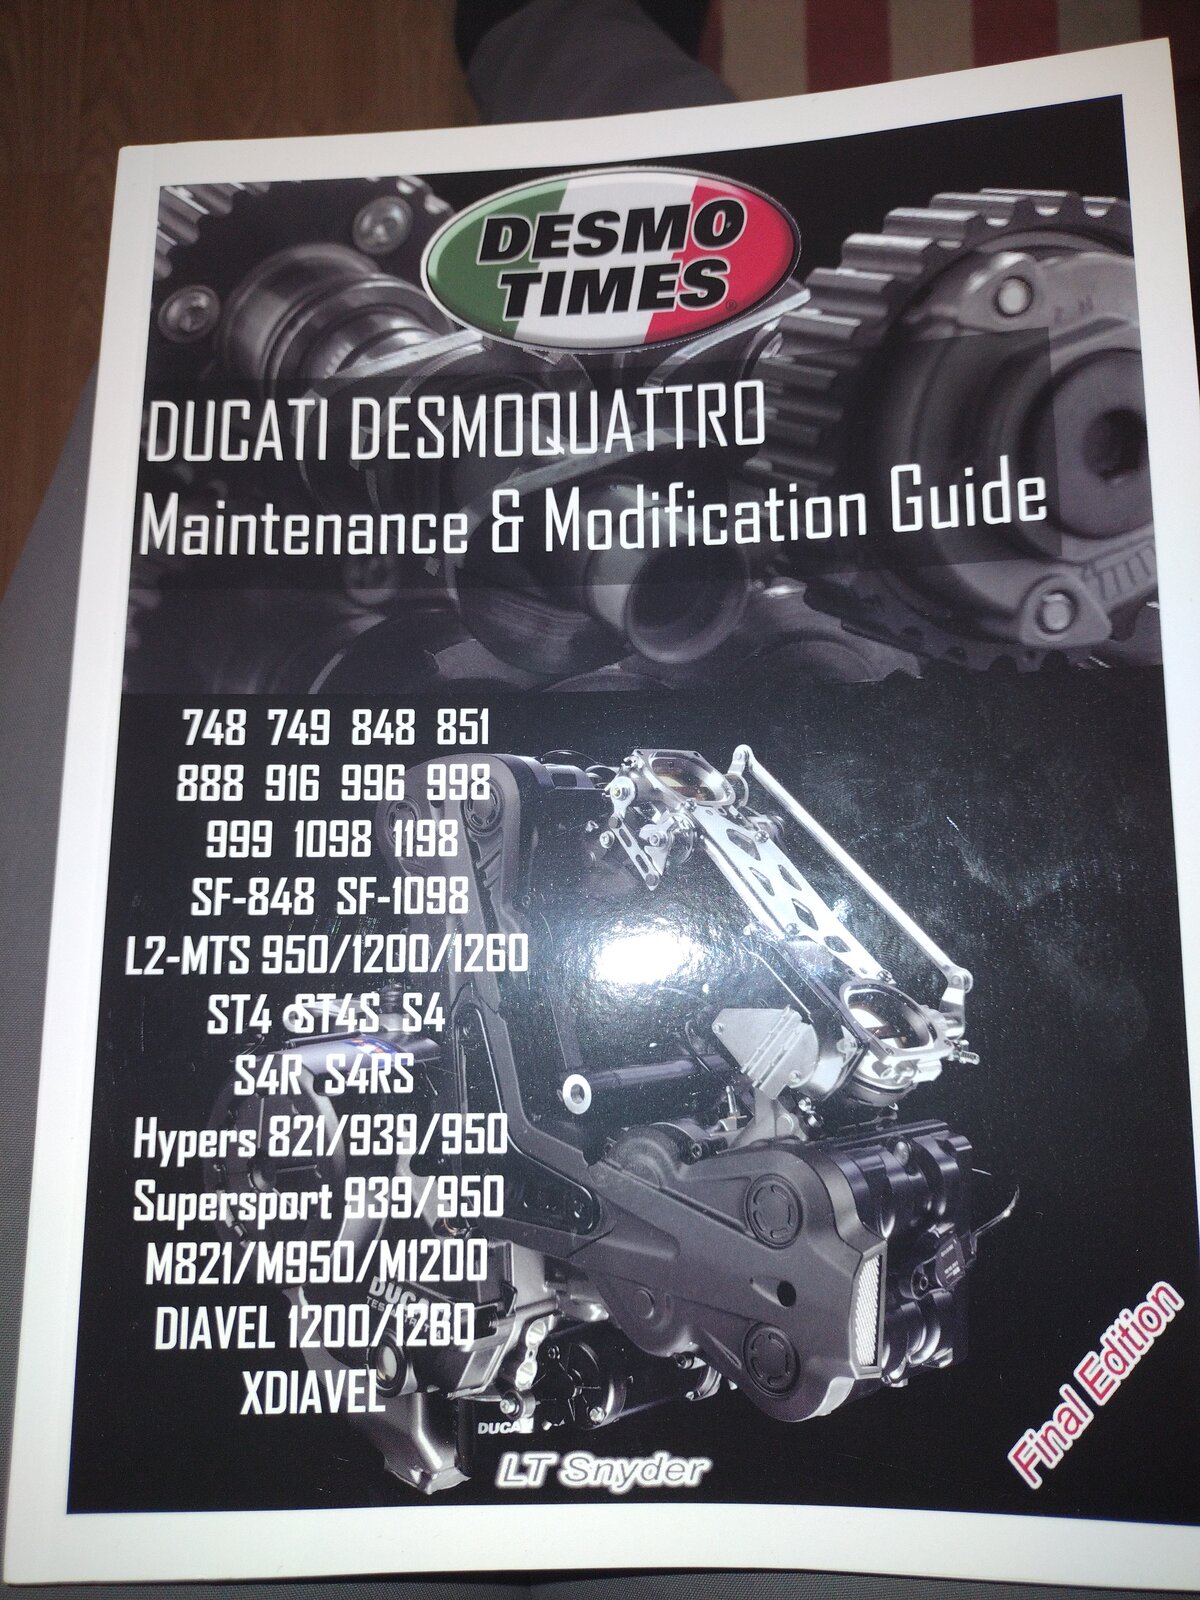 DESMO
TIMES®
DUCATI DESMOQUATTRO
Maintenance & Modification Guide
748 749 848 851
888 916 996 998
999 1098 1198
SF-848 SF-1098
L2-MTS 950/1200/1260
ST4 ST4S S4
S4R S4RS
Hypers 821/939/950
Supersport 939/950
M821/M950/M1200
DIAVEL 1200/1260
XDIAVEL
DUCATI
DUCATI
LT Snyder
Final Edition